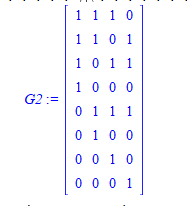 G2 :=
1 1 1 0
1 1 0 1
1 0 1 1
1 0 0 0
0 1 1 1
0 1 0 0
0 0 1 0
0 0 0 1